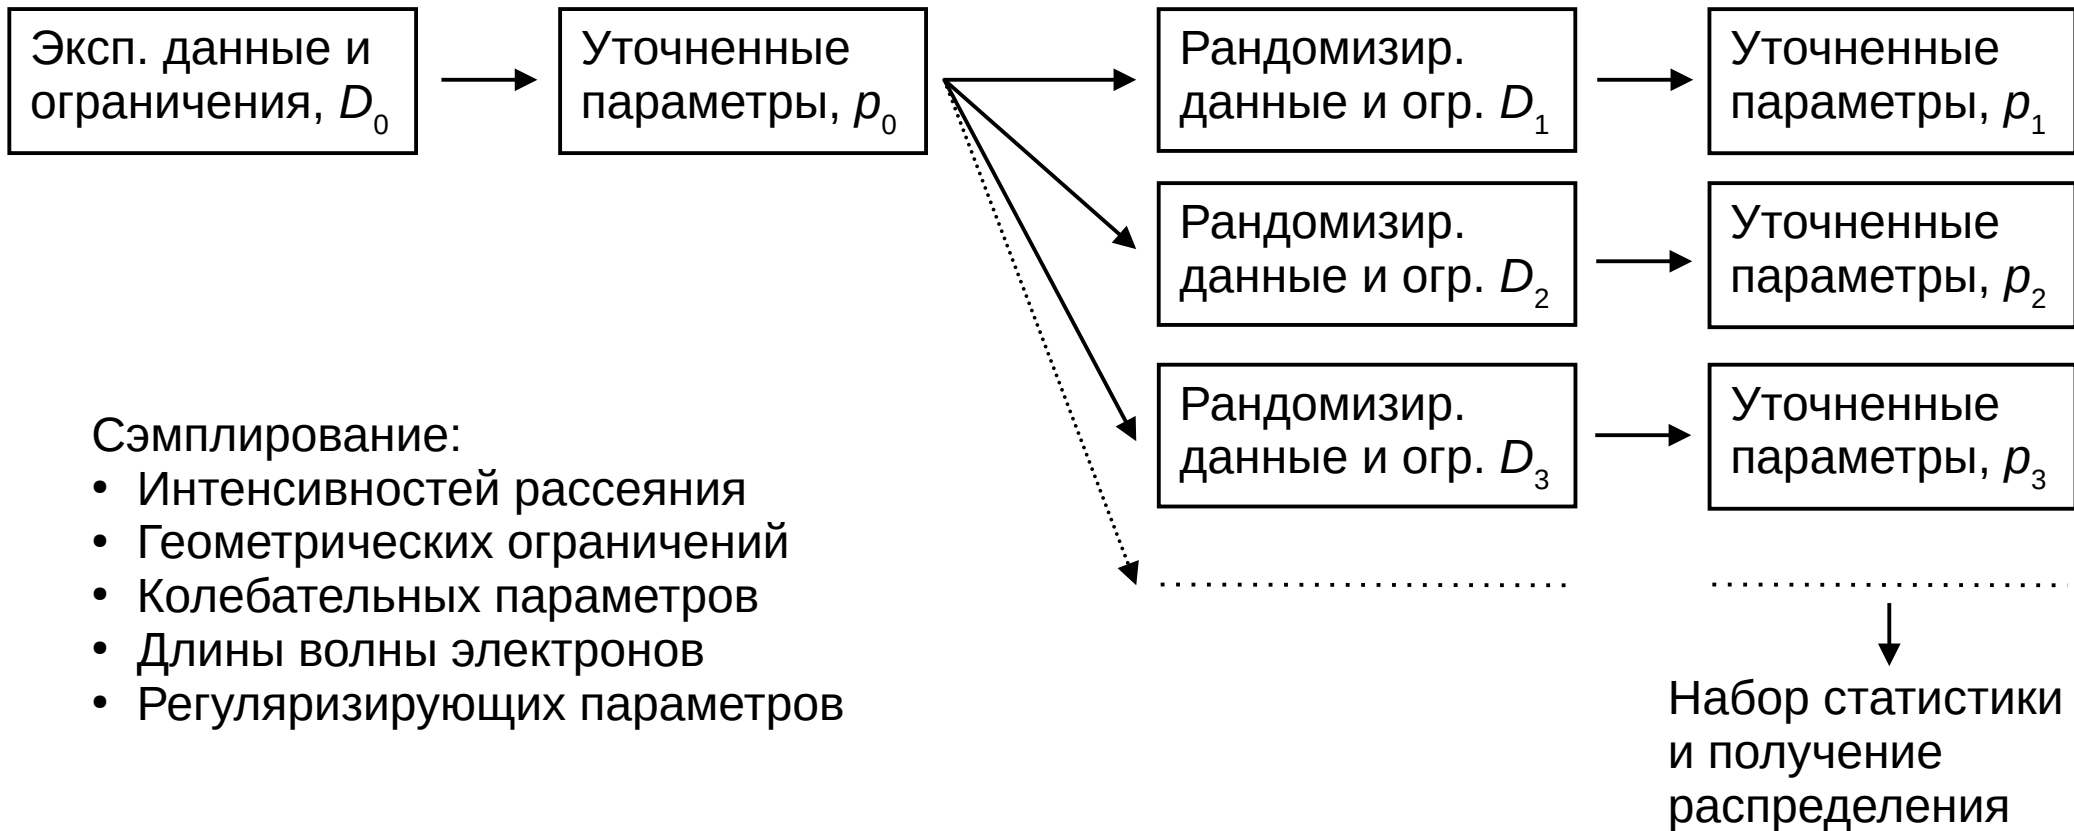 Эксп. данные и
ограничения, D0
Уточненные
параметры, p0
Рандомизир.
данные и огр. D1
Уточненные
параметры, p1
Рандомизир.
данные и огр. D2
Уточненные
параметры, p2
Рандомизир.
данные и огр. D3
Уточненные
параметры, p3
Сэмплирование:
• Интенсивностей рассеяния
• Геометрических ограничений
• Колебательных параметров
• Длины волны электронов
• Регуляризирующих параметров
Набор статистики
и получение
распределения